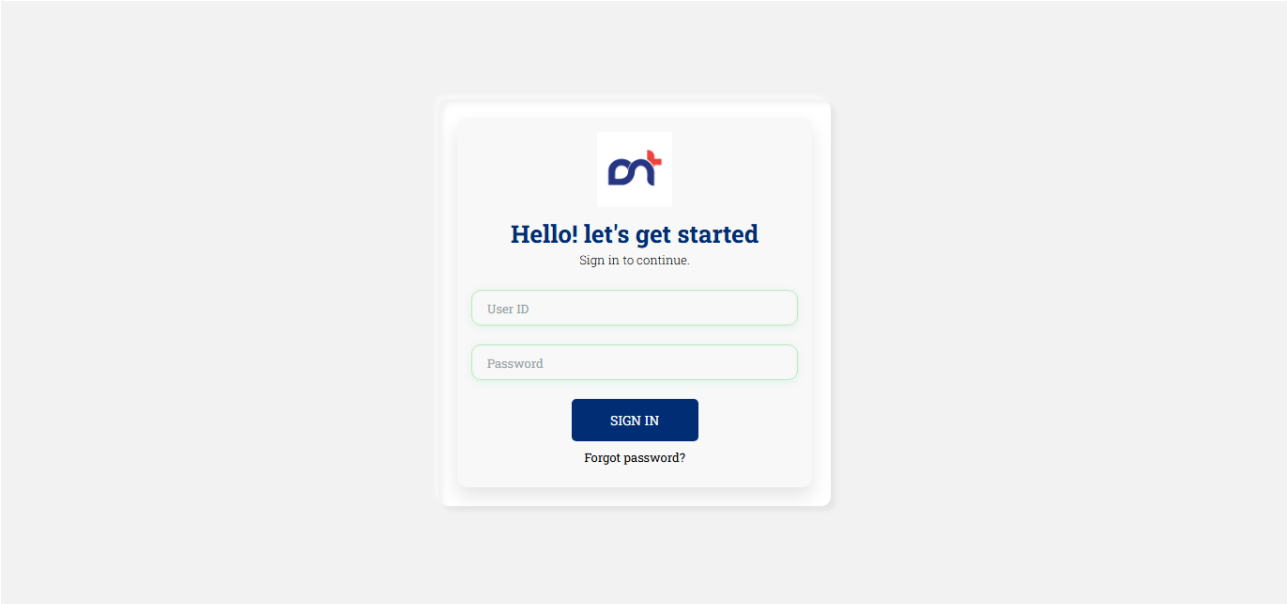 Hello! let's get started
Sign in to continue.
User ID
Password
SIGN IN
Forgot password?